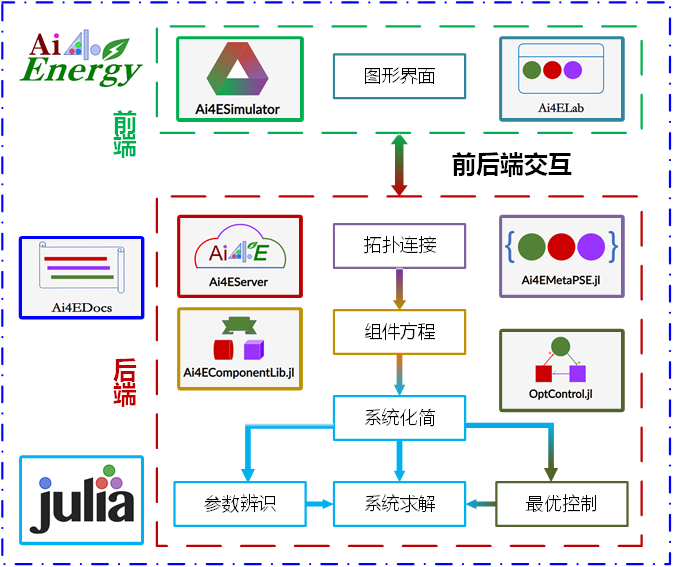 Ai4
Energy
前端
Ai4ESimulator
图形界面
Ai4ELab
前后端交互
Ai4EDocs
后端
Ai4E
Ai4EServer
拓扑连接
{ }
Ai4EMetaPSE.jl
Ai4EComponentLib.jl
组件方程
OptControl.jl
系统化简
julia
参数辨识
系统求解
最优控制